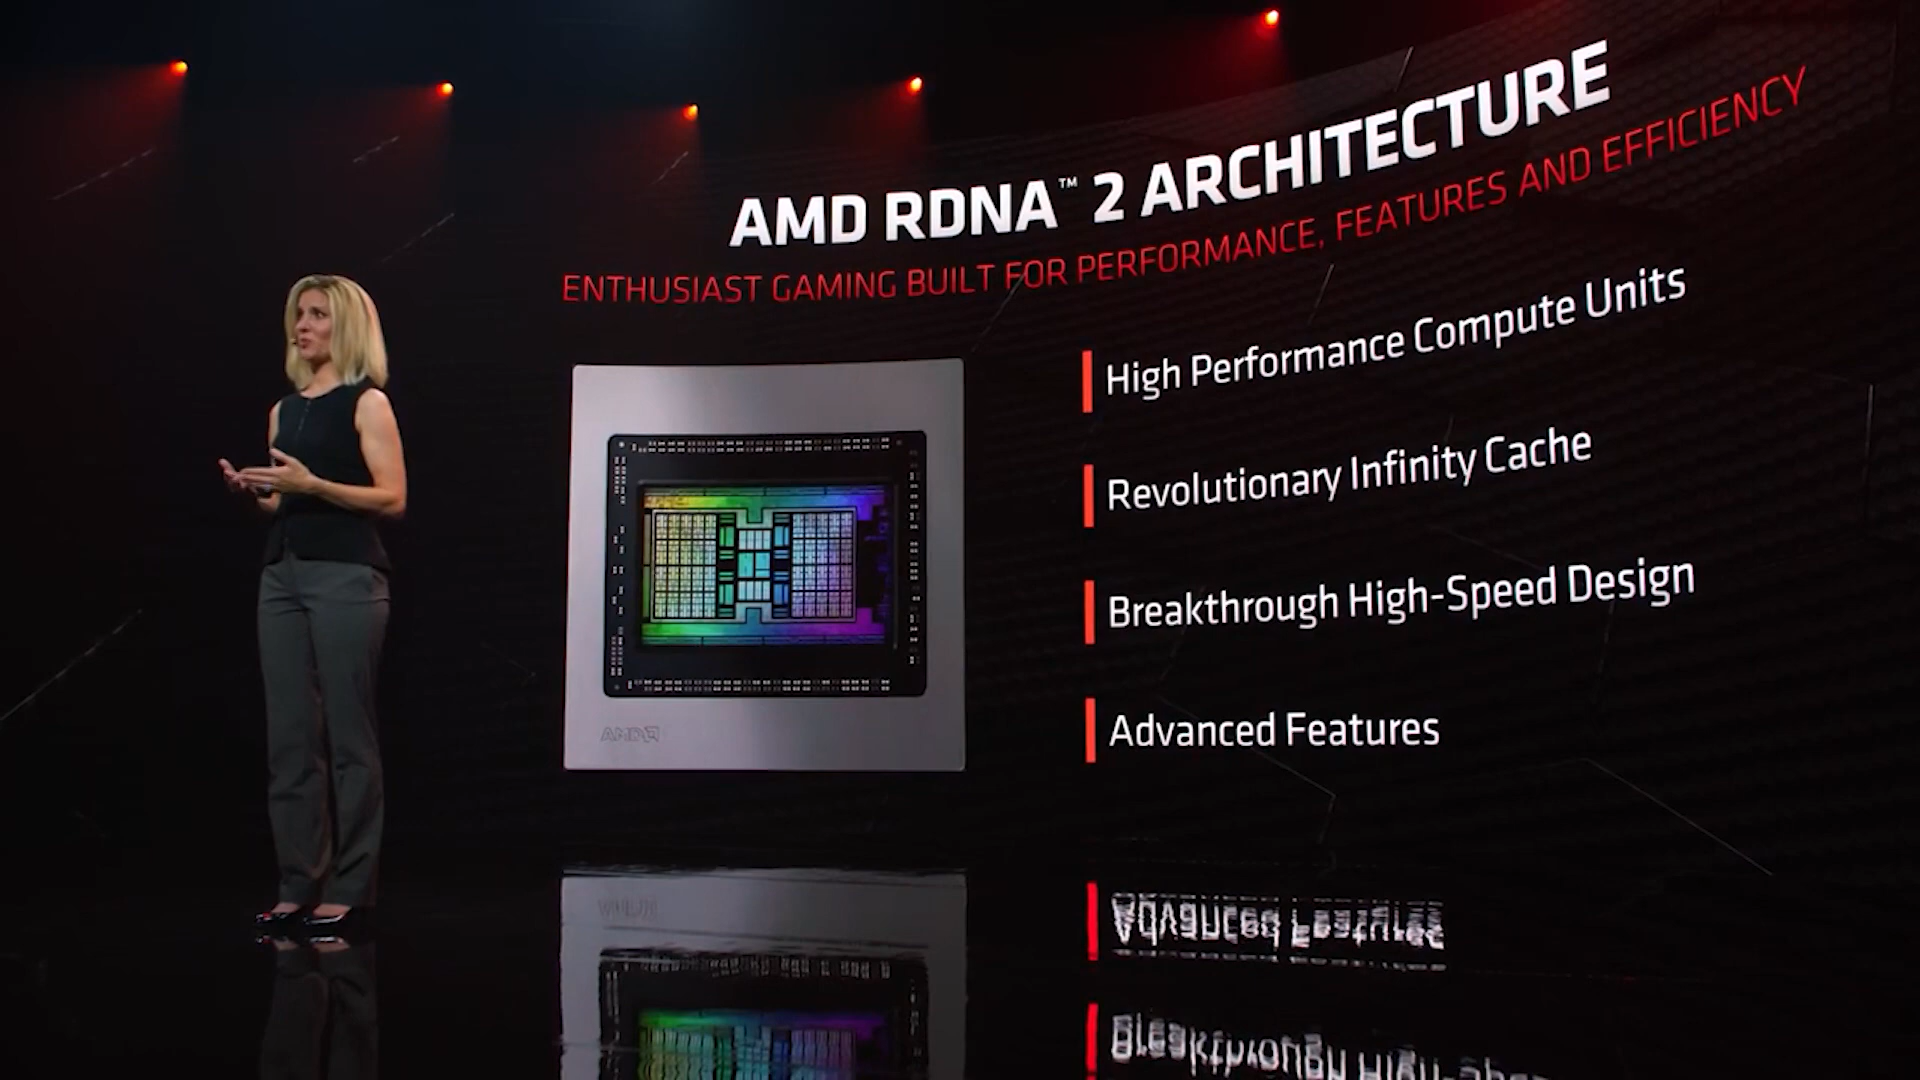 AMD RDNA™ 2 ARCHITECTURE
ENTHUSIAST GAMING BUILT FOR PERFORMANCE, FEATURES AND EFFICIENCY
High Performance Compute Units
Revolutionary Infinity Cache
Breakthrough High-Speed Design
Advanced Features
AMD